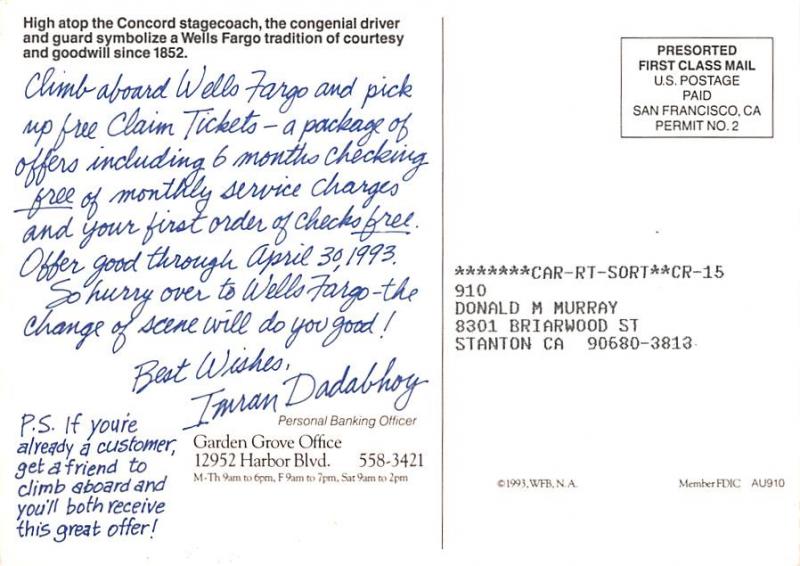 High atop the Concord stagecoach, the congenial driver
and guard symbolize a Wells Fargo tradition of courtesy
and goodwill since 1852.
Climb aboard Wells Fargo and pick
up free Claim Tickets – a package of
offers including 6 months checking
free of monthly service charges
and your first order of checks free.
Offer good through April 30, 1993.
So hurry over to Wells Fargo – the
change of scene will do you good!
Best Wishes,
Imran Dadabhoy
Personal Banking Officer
Garden Grove Office
12952 Harbor Blvd. 558-3421
M-Th 9am to 6pm, F 9am to 7pm, Sat 9am to 2pm
P.S. If you're
already a customer,
get a friend to
climb aboard and
you'll both receive
this great offer!
PRESORTED
FIRST CLASS MAIL
U.S. POSTAGE
PAID
SAN FRANCISCO, CA
PERMIT NO. 2
*******CAR-RT-SORT**CR-15
910
DONALD M MURRAY
8301 BRIARWOOD ST
STANTON CA 90680-3813
©1993, WFB, N.A. Member FDIC AU910